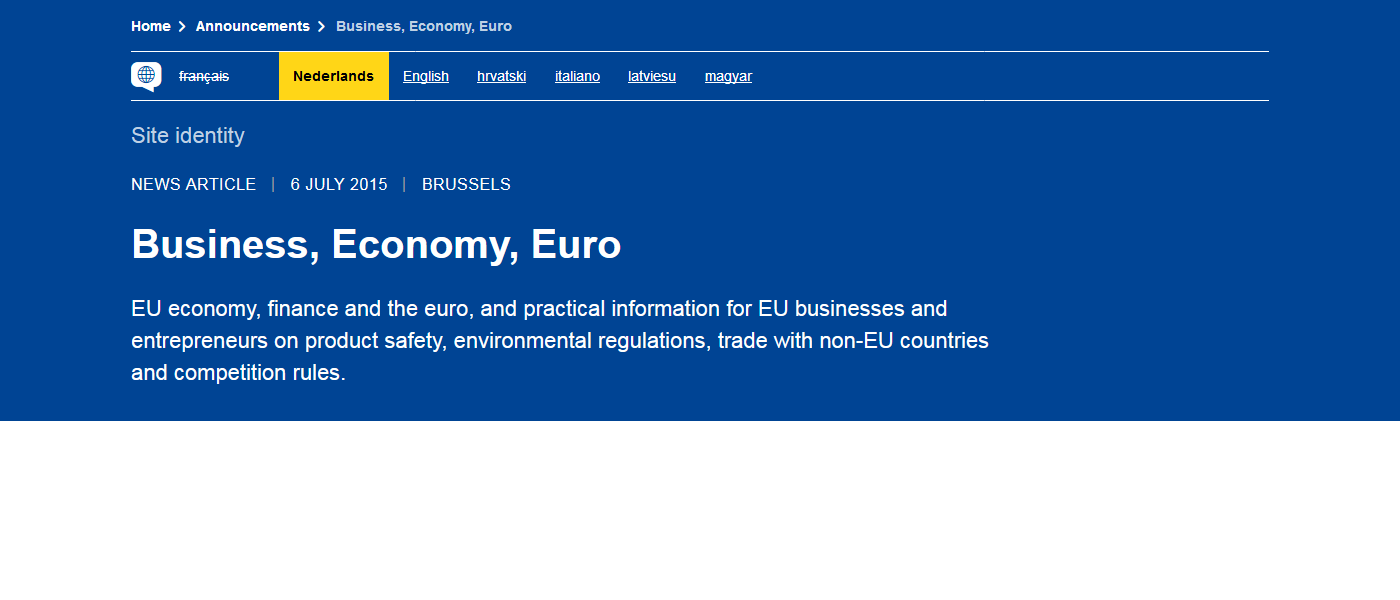 Home > Announcements > Business, Economy, Euro
français Nederlands English hrvatski italiano latviesu magyar
Site identity
NEWS ARTICLE | 6 JULY 2015 | BRUSSELS
Business, Economy, Euro
EU economy, finance and the euro, and practical information for EU businesses and
entrepreneurs on product safety, environmental regulations, trade with non-EU countries
and competition rules.